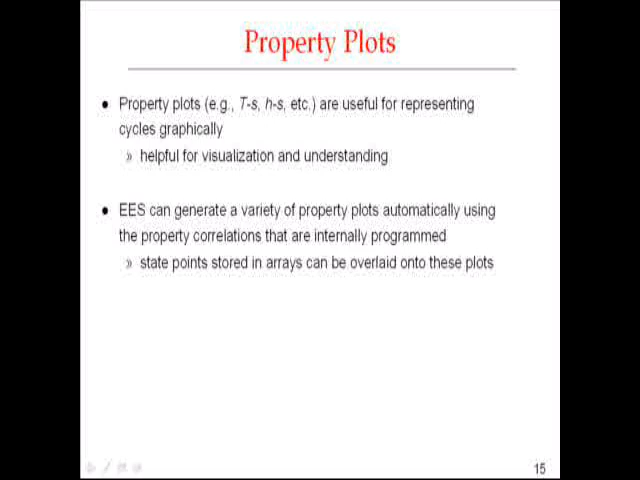 Property Plots
● Property plots (e.g., T-s, h-s, etc.) are useful for representing
cycles graphically
» helpful for visualization and understanding
● EES can generate a variety of property plots automatically using
the property correlations that are internally programmed
» state points stored in arrays can be overlaid onto these plots
15